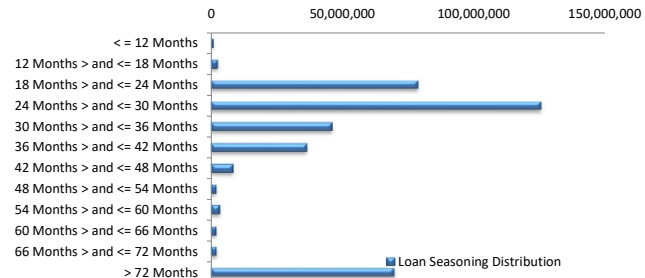 0 50,000,000 100,000,000 150,000,000
< = 12 Months
12 Months > and <= 18 Months
18 Months > and <= 24 Months
24 Months > and <= 30 Months
30 Months > and <= 36 Months
36 Months > and <= 42 Months
42 Months > and <= 48 Months
48 Months > and <= 54 Months
54 Months > and <= 60 Months
60 Months > and <= 66 Months
66 Months > and <= 72 Months
> 72 Months
Loan Seasoning Distribution